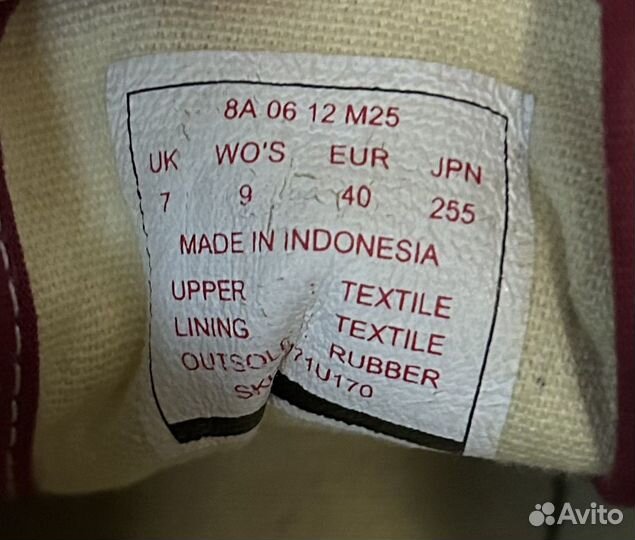 8A 06 12 M25
UK WO'S EUR JPN
7 9 40 255
MADE IN INDONESIA
UPPER TEXTILE
LINING TEXTILE
RUBBER
Avito